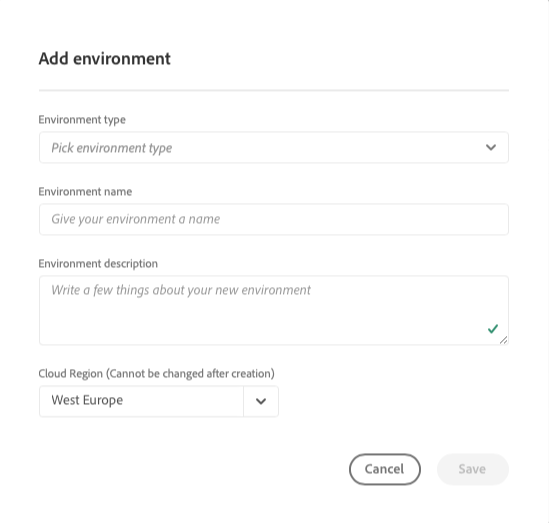 Add environment
Environment type
Pick environment type
Environment name
Give your environment a name
Environment description
Write a few things about your new environment
Cloud Region (Cannot be changed after creation)
West Europe
Cancel
Save